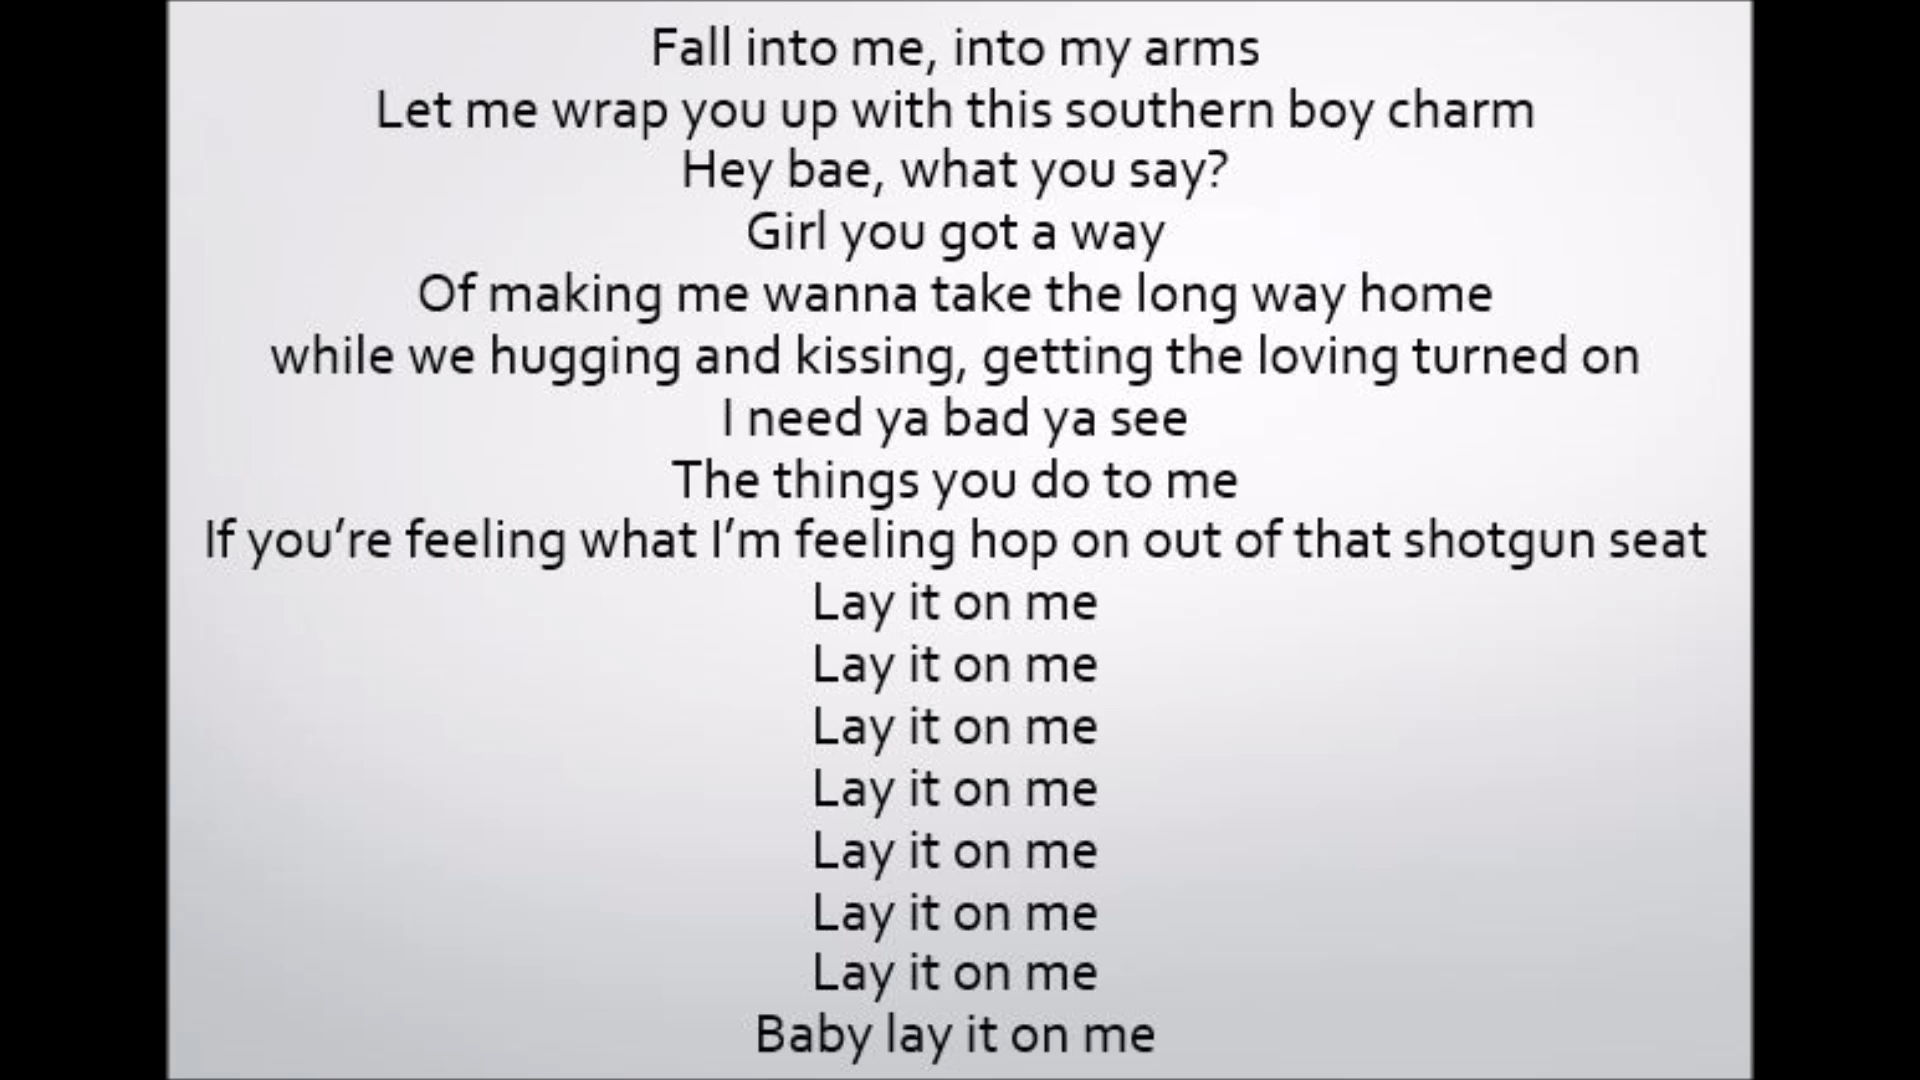 Fall into me, into my arms
Let me wrap you up with this southern boy charm
Hey bae, what you say?
Girl you got a way
Of making me wanna take the long way home
while we hugging and kissing, getting the loving turned on
I need ya bad ya see
The things you do to me
If you’re feeling what I’m feeling hop on out of that shotgun seat
Lay it on me
Lay it on me
Lay it on me
Lay it on me
Lay it on me
Lay it on me
Lay it on me
Baby lay it on me